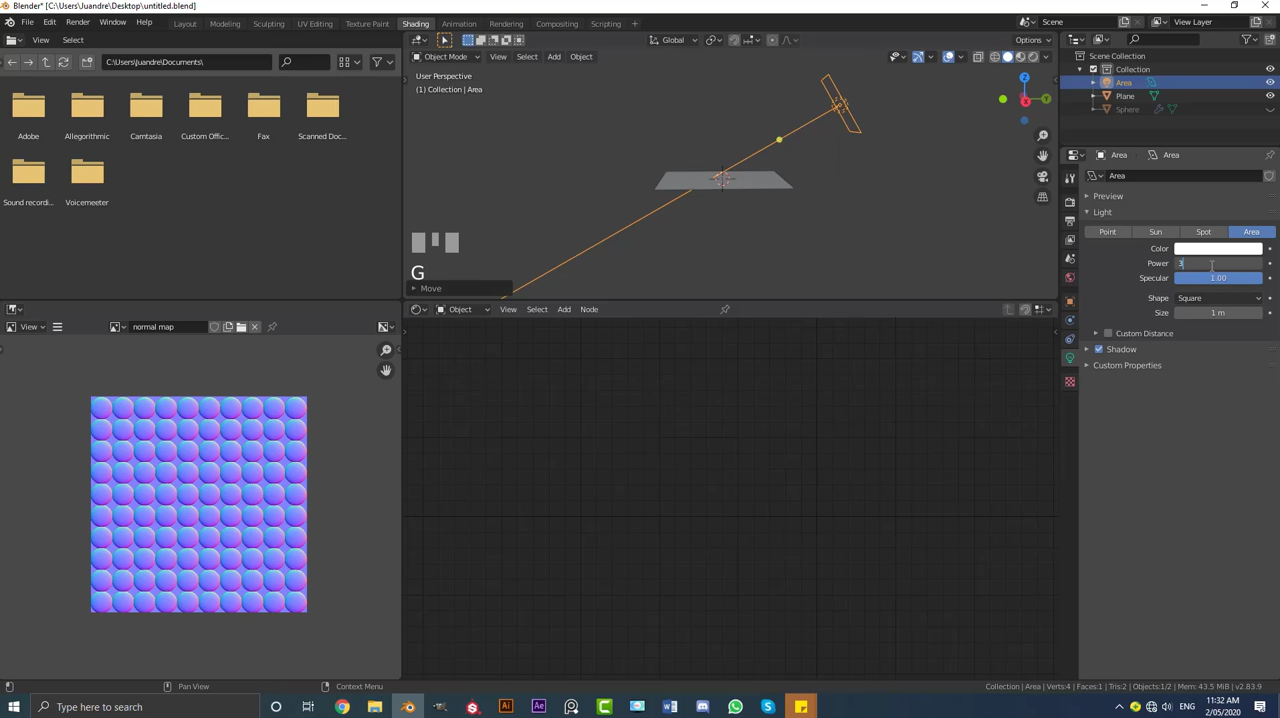 Blender* [C:\Users\Juandre\Desktop\untitled.blend]
File Edit Render Window Help Layout Modeling Sculpting UV Editing Texture Paint Shading Animation Rendering Compositing Scripting + Scene View Layer
View Select
C:\Users\Juandre\Documents\
Global Options
Object Mode View Select Add Object
Scene Collection
Collection
Area
Plane
Sphere
User Perspective
(1) Collection | Area
Z
Y
X
Adobe Allegorithmic Camtasia Custom Offic... Fax Scanned Doc...
Sound recordi... Voicemeeter
G
Move
Area Area
Area
Preview
Light
Point Sun Spot Area
Color
Power 3
Specular 1.00
Shape Square
Size 1 m
Custom Distance
Shadow
Custom Properties
Object View Select Add Node
View normal map
Pan View Context Menu
Collection | Area | Verts:4 | Faces:1 | Tris:2 | Objects:1/2 | Mem: 43.5 MiB | v2.83.9
Type here to search
11:32 AM
2/05/2020